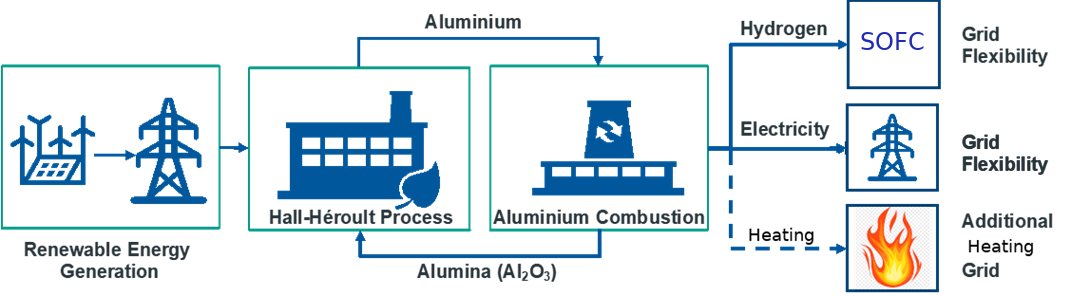 Aluminium
Hydrogen
SOFC
Grid
Flexibility
Electricity
Grid
Flexibility
Hall-Héroult Process
Aluminium Combustion
Heating
Additional
Heating
Grid
Renewable Energy
Generation
Alumina (Al₂O₃)